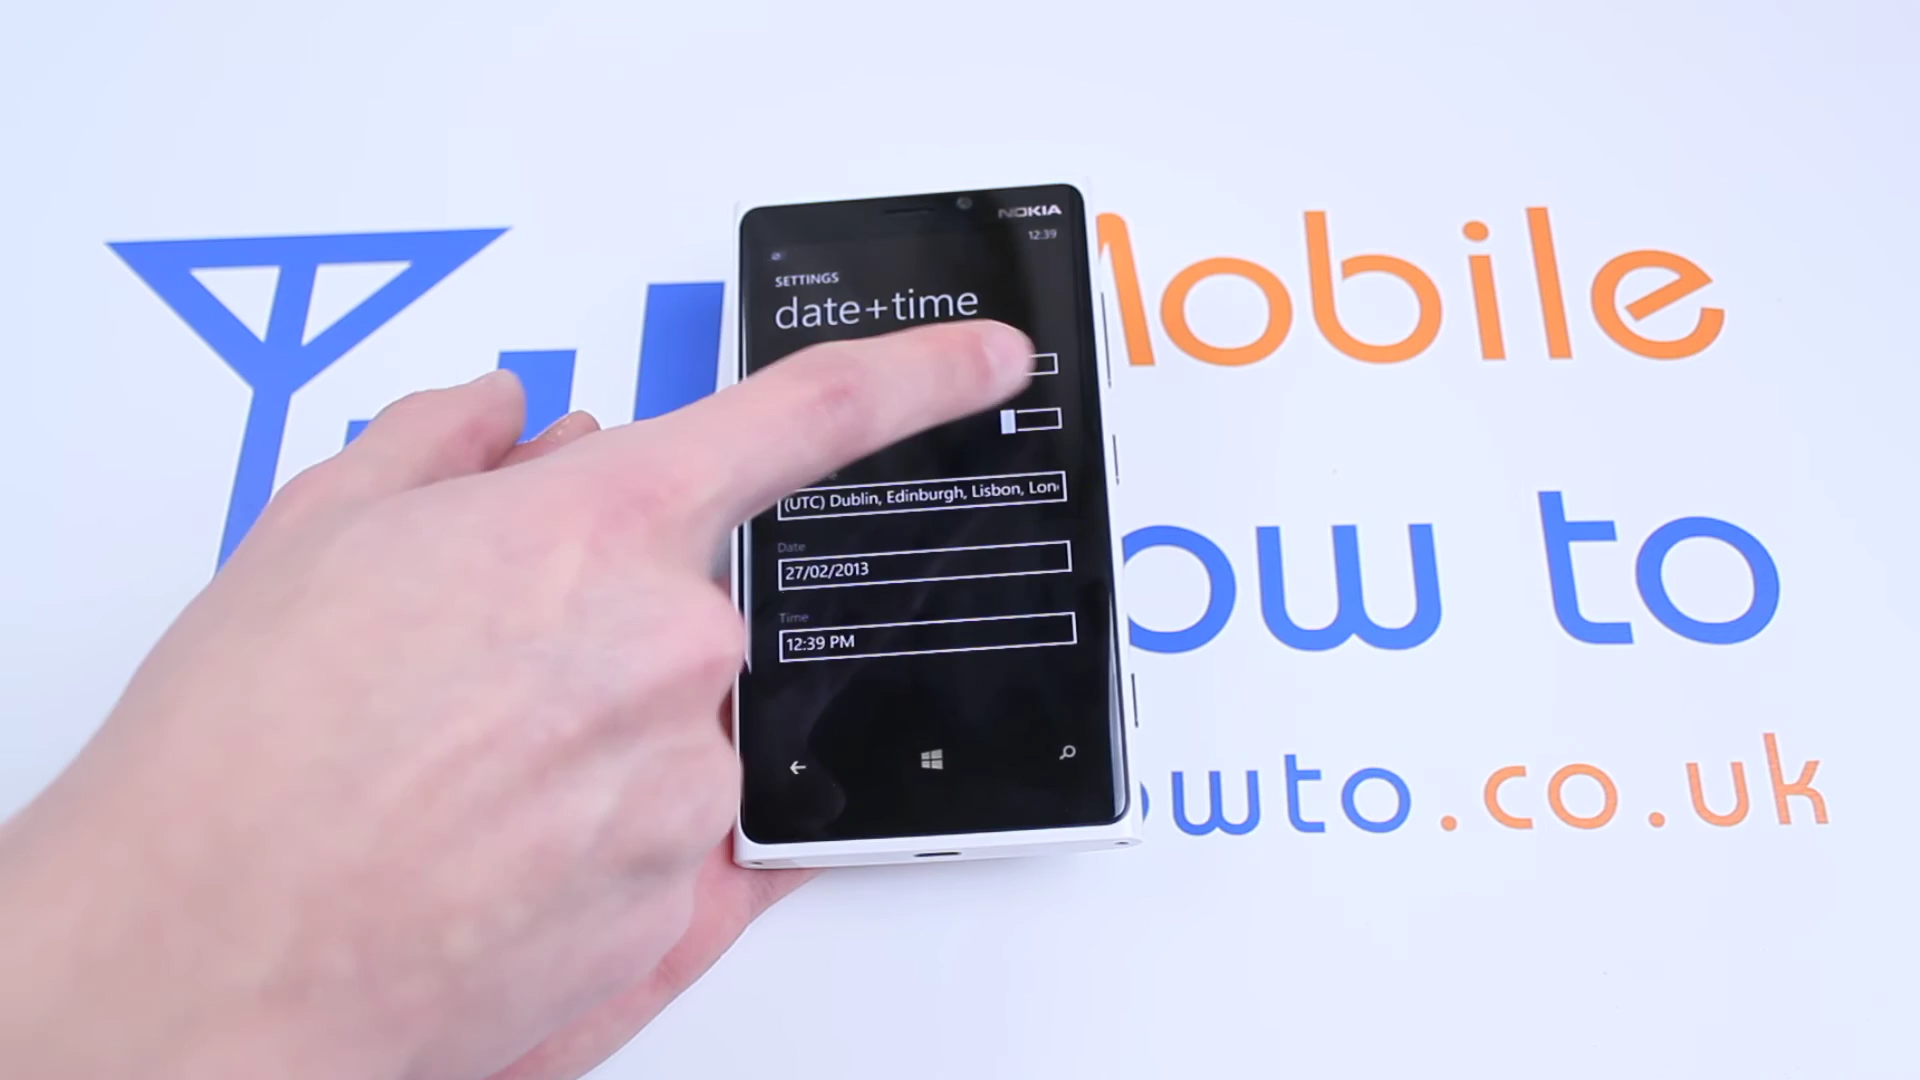 NOKIA
12:39
SETTINGS
date+time
(UTC) Dublin, Edinburgh, Lisbon, Lon
Date
27/02/2013
Time
12:39 PM
Mobile
ow to
owto.co.uk